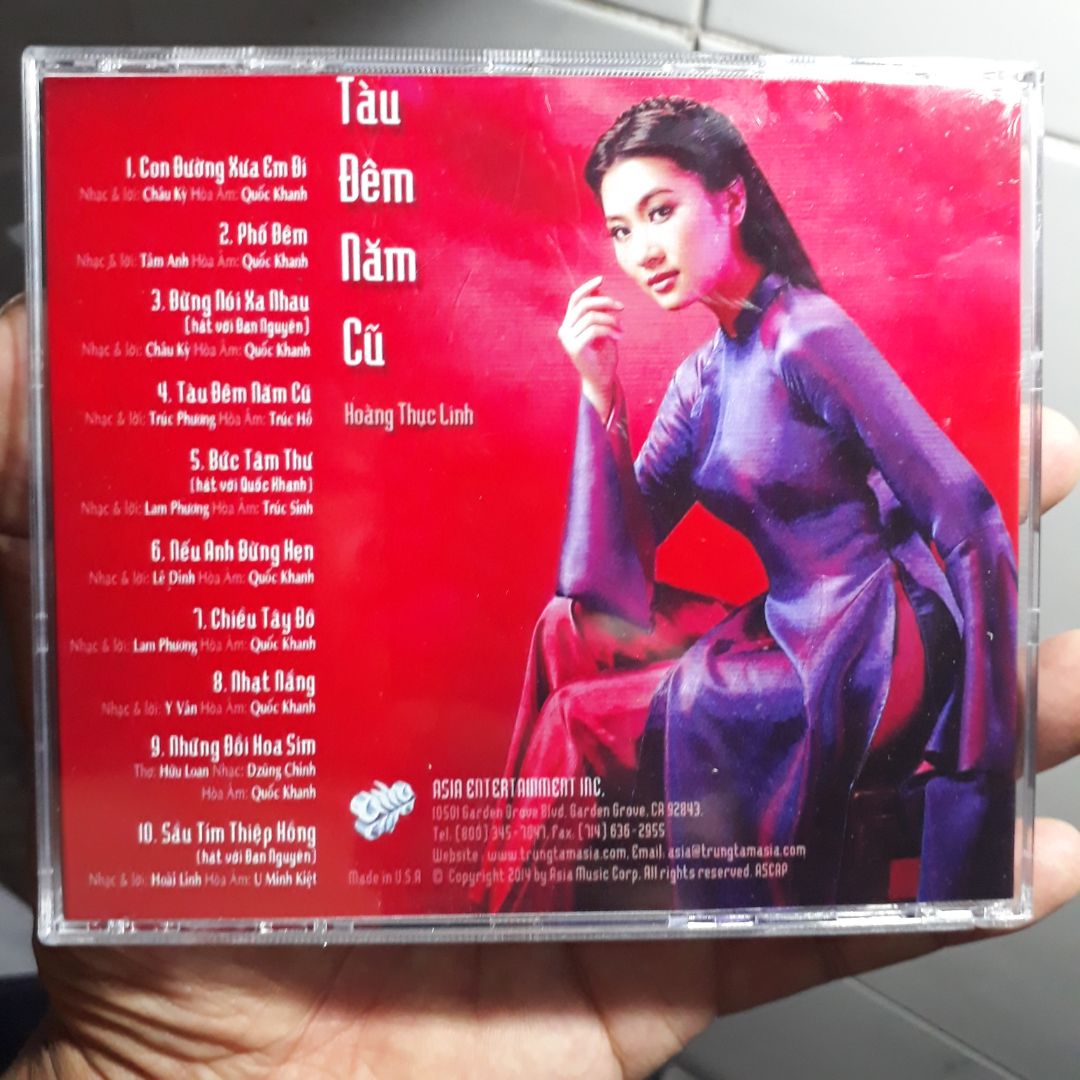 Tàu
Đêm
Năm
Cũ
Hoàng Thục Linh
1. Con Đường Xưa Em Đi
Nhạc & lời: Châu Kỳ Hòa Âm: Quốc Khanh
2. Phố Đêm
Nhạc & lời: Tâm Anh Hòa Âm: Quốc Khanh
3. Đừng Nói Xa Nhau
(hát với Đan Nguyên)
Nhạc & lời: Châu Kỳ Hòa Âm: Quốc Khanh
4. Tàu Đêm Năm Cũ
Nhạc & lời: Trúc Phương Hòa Âm: Trúc Hồ
5. Bức Tâm Thư
(hát với Quốc Khanh)
Nhạc & lời: Lam Phương Hòa Âm: Trúc Sinh
6. Nếu Anh Đừng Hẹn
Nhạc & lời: Lê Dinh Hòa Âm: Quốc Khanh
7. Chiều Tây Đô
Nhạc & lời: Lam Phương Hòa Âm: Quốc Khanh
8. Nhạt Nắng
Nhạc & lời: Y Vân Hòa Âm: Quốc Khanh
9. Những Đồi Hoa Sim
Thơ: Hữu Loan Nhạc: Dzũng Chinh
Hòa Âm: Quốc Khanh
10. Sầu Tím Thiệp Hồng
(hát với Đan Nguyên)
Nhạc & lời: Hoài Linh Hòa Âm: U Minh Kiệt
ASIA ENTERTAINMENT INC.
10501 Garden Grove Blvd. Garden Grove, CA 92843.
Tel. (800) 345-7047, Fax. (714) 636-2955
Website : www.trungtamasia.com, Email: asia@trungtamasia.com
Made in U.S.A © Copyright 2014 by Asia Music Corp. All rights reserved. ASCAP